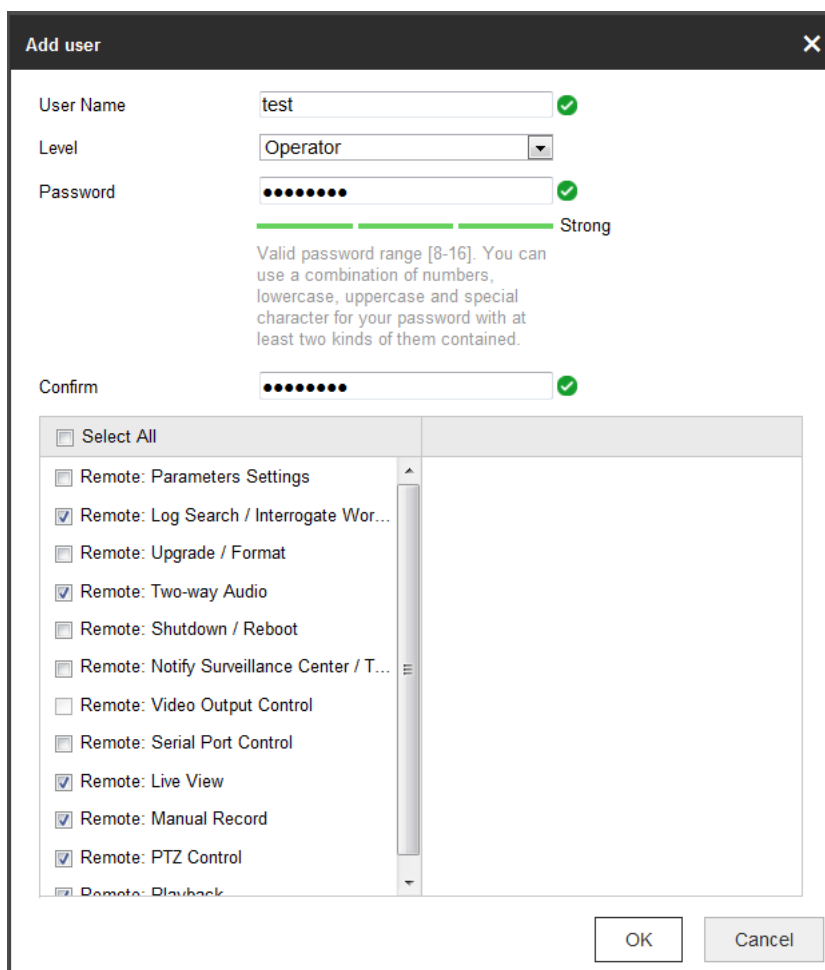 Add user
User Name test
Level Operator
Password ●●●●●●●●
Strong
Valid password range [8-16]. You can
use a combination of numbers,
lowercase, uppercase and special
character for your password with at
least two kinds of them contained.
Confirm ●●●●●●●●
Select All
Remote: Parameters Settings
Remote: Log Search / Interrogate Wor...
Remote: Upgrade / Format
Remote: Two-way Audio
Remote: Shutdown / Reboot
Remote: Notify Surveillance Center / T...
Remote: Video Output Control
Remote: Serial Port Control
Remote: Live View
Remote: Manual Record
Remote: PTZ Control
Remote: Playback
OK Cancel